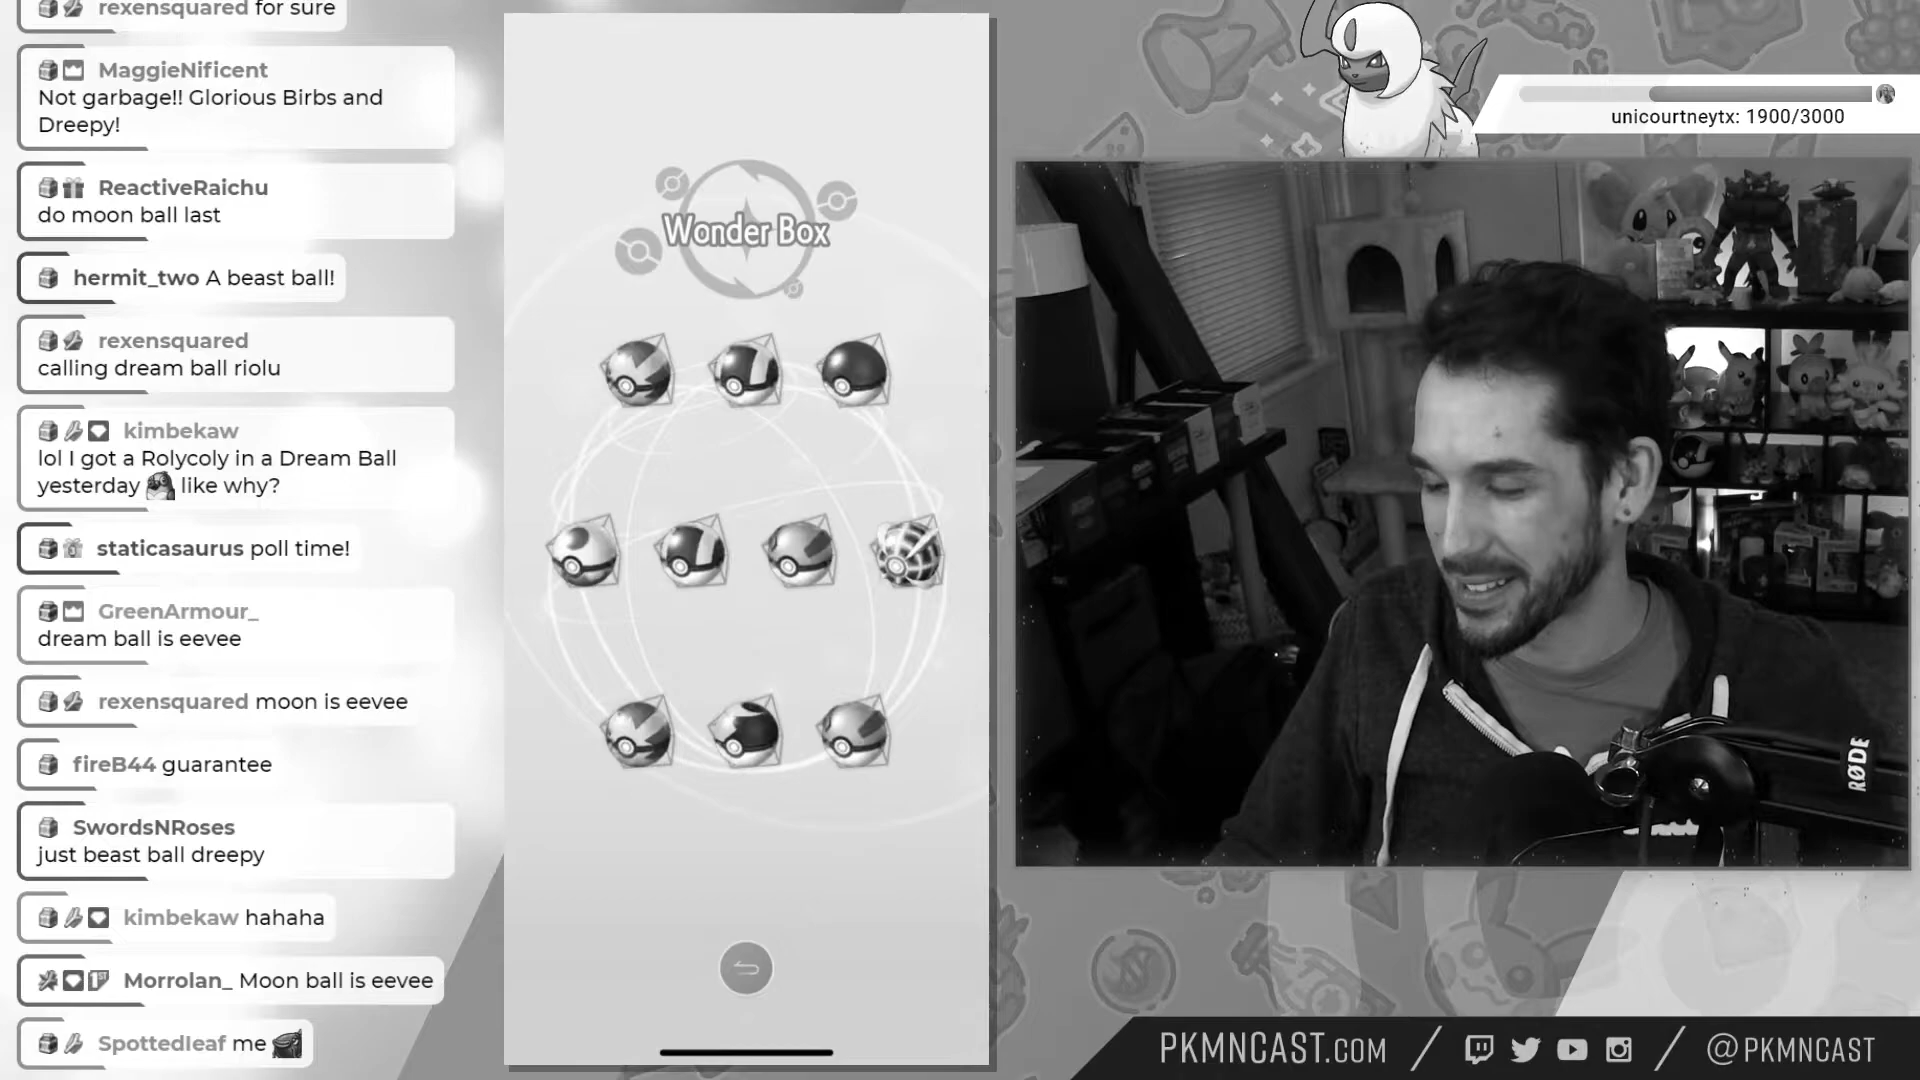 rexensquared for sure
MaggieNificent
Not garbage!! Glorious Birbs and
Dreepy!
ReactiveRaichu
do moon ball last
hermit_two A beast ball!
rexensquared
calling dream ball riolu
kimbekaw
lol I got a Rolycoly in a Dream Ball
yesterday like why?
staticasaurus poll time!
GreenArmour_
dream ball is eevee
rexensquared moon is eevee
fireB44 guarantee
SwordsNRoses
just beast ball dreepy
kimbekaw hahaha
1ST Morrolan_ Moon ball is eevee
Spottedleaf me
Wonder Box
unicourtneytx: 1900/3000
RØDE
PKMNCAST.COM / / @PKMNCAST